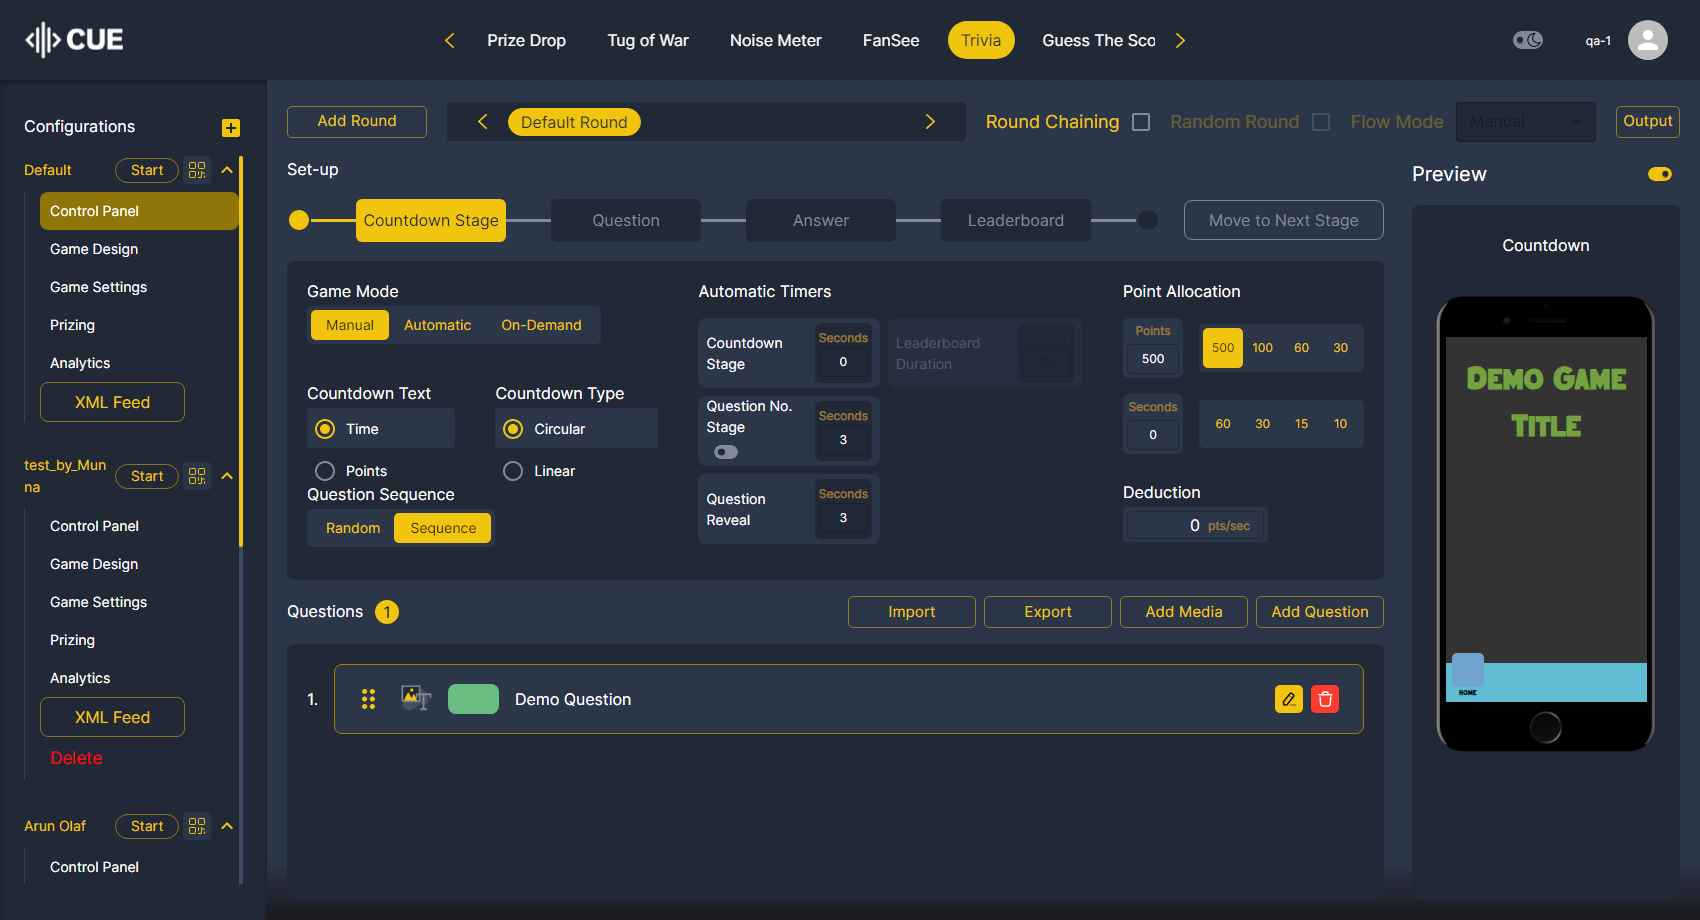 CUE
Prize Drop
Tug of War
Noise Meter
FanSee
Trivia
Guess The Sco
qa-1
Configurations
Default
Start
Control Panel
Game Design
Game Settings
Prizing
Analytics
XML Feed
test_by_Mun
na
Start
Control Panel
Game Design
Game Settings
Prizing
Analytics
XML Feed
Delete
Arun Olaf
Start
Control Panel
Add Round
Default Round
Round Chaining
Random Round
Flow Mode
Manual
Output
Set-up
Countdown Stage
Question
Answer
Leaderboard
Move to Next Stage
Game Mode
Manual
Automatic
On-Demand
Countdown Text
Time
Points
Countdown Type
Circular
Linear
Question Sequence
Random
Sequence
Automatic Timers
Countdown
Stage
Seconds
0
Leaderboard
Duration
Seconds
10
Question No.
Stage
Seconds
3
Question
Reveal
Seconds
3
Point Allocation
Points
500
500
100
60
30
Seconds
0
60
30
15
10
Deduction
0 pts/sec
Questions
1
Import
Export
Add Media
Add Question
1.
Demo Question
Preview
Countdown
Demo Game
Title
HOME